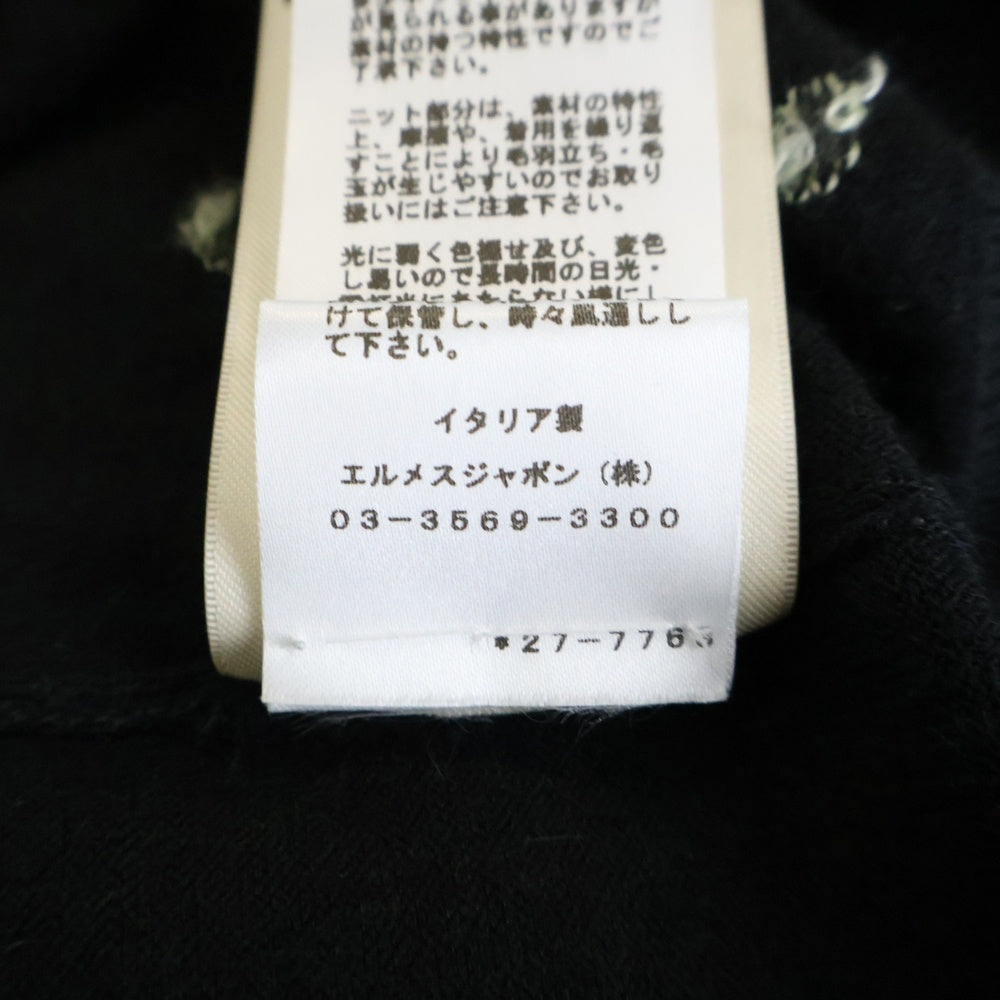 が見られる事がありますが
素材の持つ特性ですのでご
了承下さい。
ニット部分は、素材の特性
上、摩擦や、着用を繰り返
すことにより毛羽立ち・毛
玉が生じやすいのでお取り
扱いにはご注意下さい。
光に弱く色褪せ及び、変色
し易いので長時間の日光・
けて保管し、時々風通しし
て下さい。
イタリア製
エルメスジャポン（株）
03-3569-3300
*27-7763